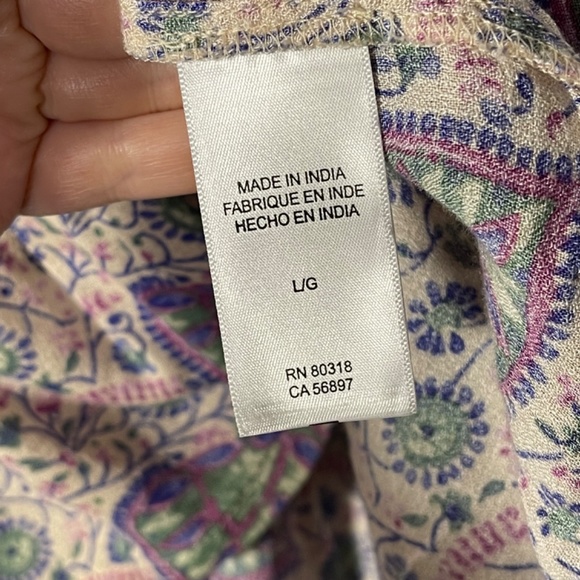 MADE IN INDIA
FABRIQUE EN INDE
HECHO EN INDIA
L/G
RN 80318
CA 56897